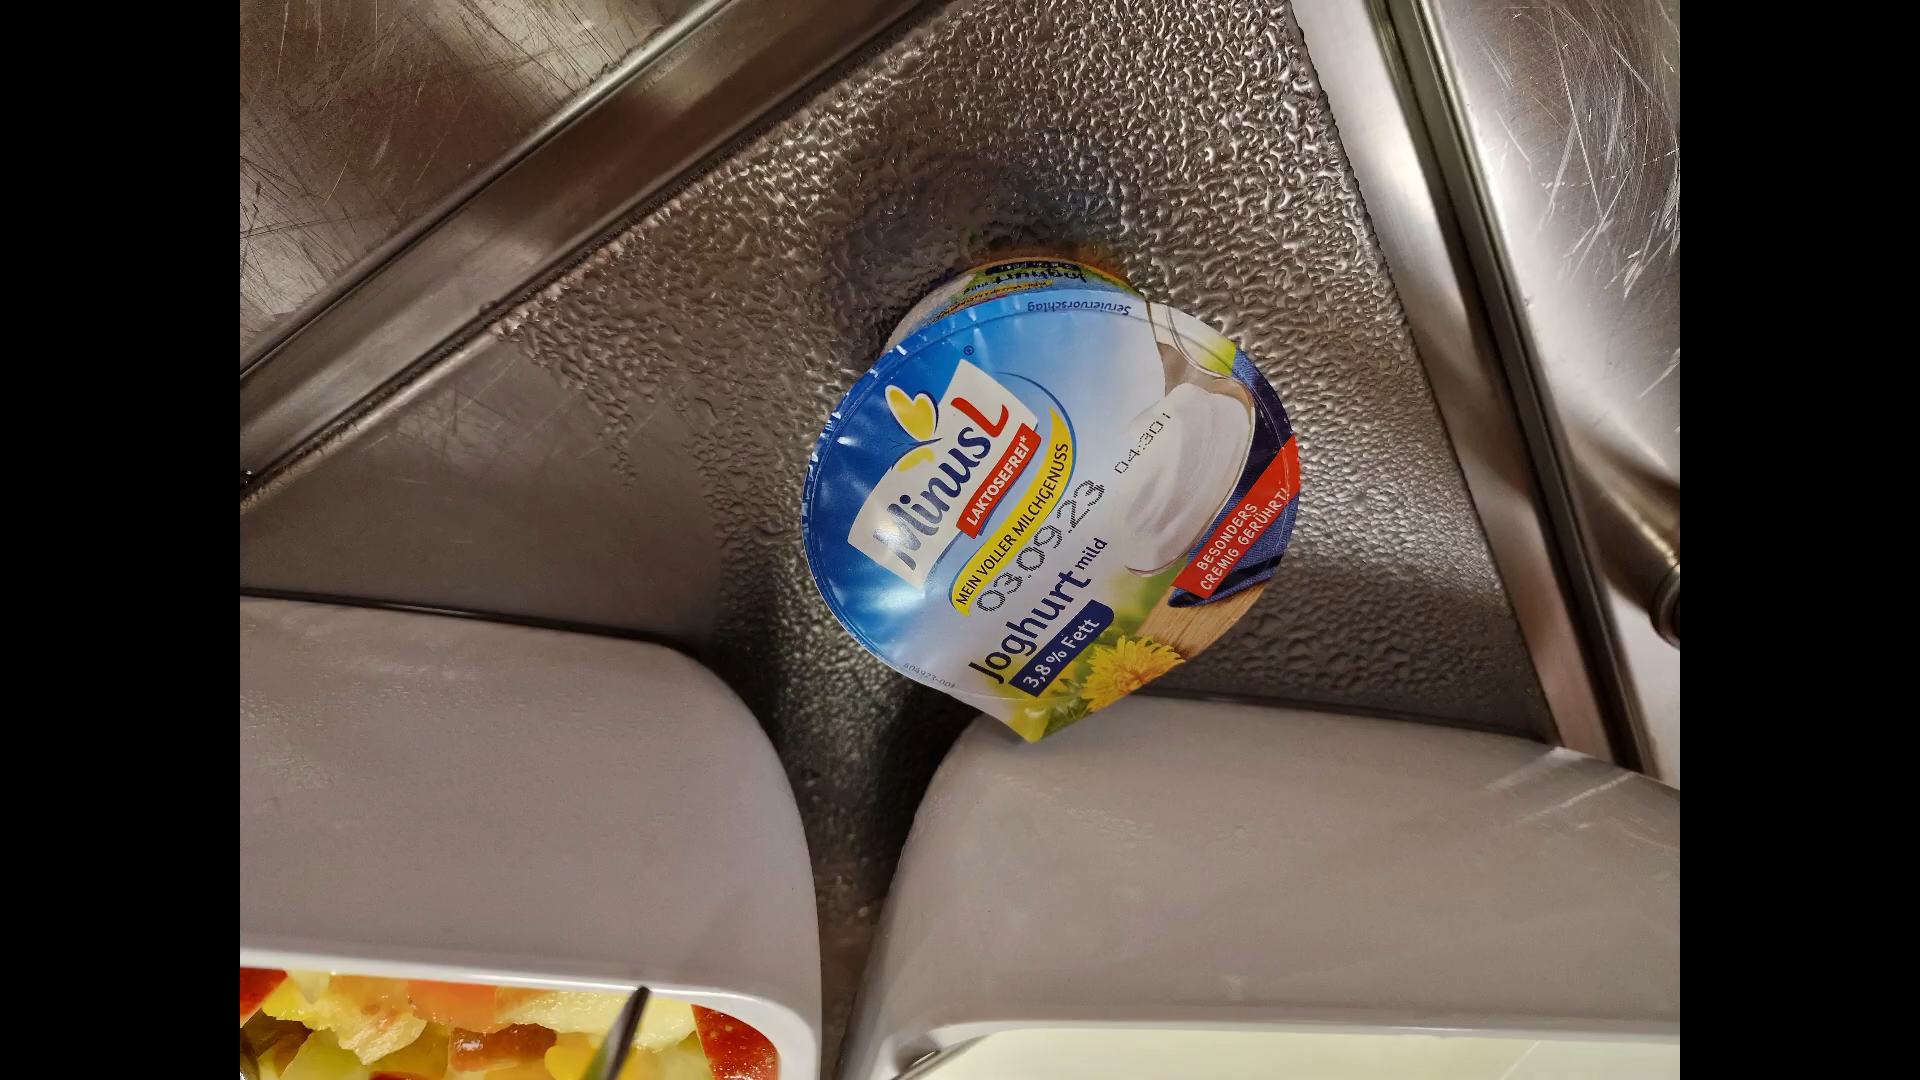 Serviervorschlag
MinusL
®
LAKTOSEFREI*
MEIN VOLLER MILCHGENUSS
03.09.23
04:30 1
Joghurt mild
3,8 % Fett
BESONDERS
CREMIG GERÜHRT!